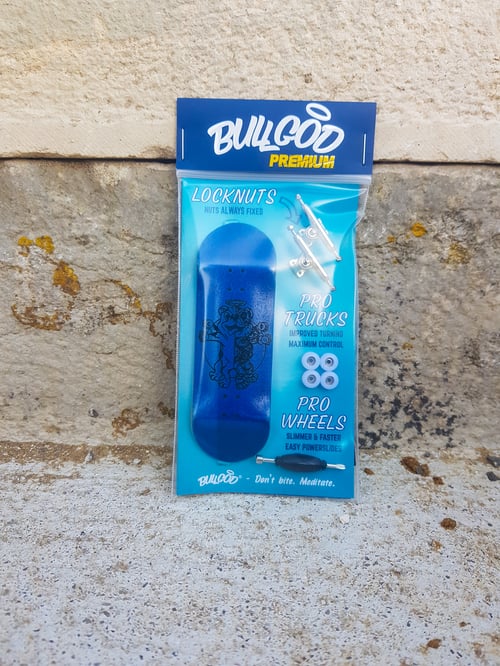 BULLGOD
PREMIUM
LOCKNUTS
NUTS ALWAYS FIXED
PRO
TRUCKS
IMPROVED TURNING
MAXIMUM CONTROL
PRO
WHEELS
SLIMMER & FASTER
EASY POWERSLIDES
BULLGOD® - Don't bite. Meditate.